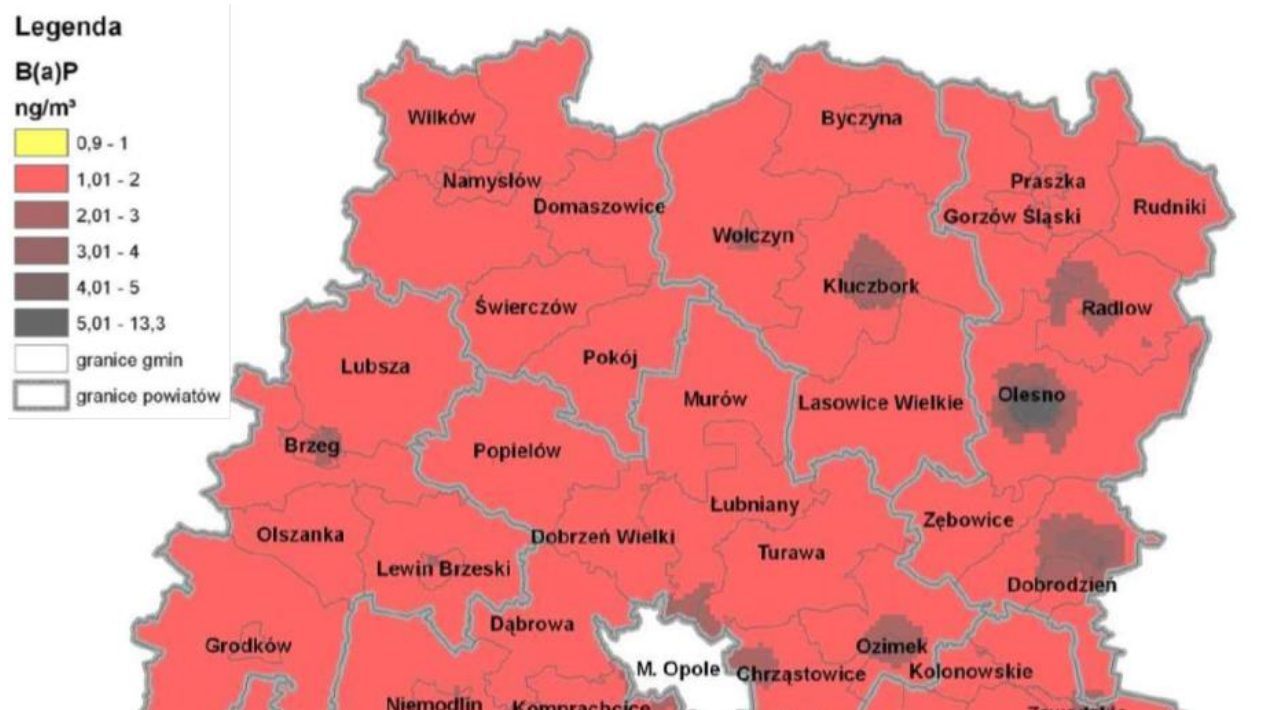 Legenda
B(a)P
ng/m³
0,9 - 1
1,01 - 2
2,01 - 3
3,01 - 4
4,01 - 5
5,01 - 13,3
granice gmin
granice powiatów
Wilków
Byczyna
Namysłów
Praszka
Domaszowice
Gorzów Śląski
Rudniki
Wołczyn
Kluczbork
Świerczów
Radlow
Lubsza
Pokój
Murów
Lasowice Wielkie
Olesno
Brzeg
Popielów
Łubniany
Zębowice
Olszanka
Dobrzeń Wielki
Turawa
Lewin Brzeski
Dobrodzień
Dąbrowa
Grodków
Ozimek
M. Opole
Chrząstowice
Kolonowskie
Niemodlin
Komprachcice
Zawadzkie